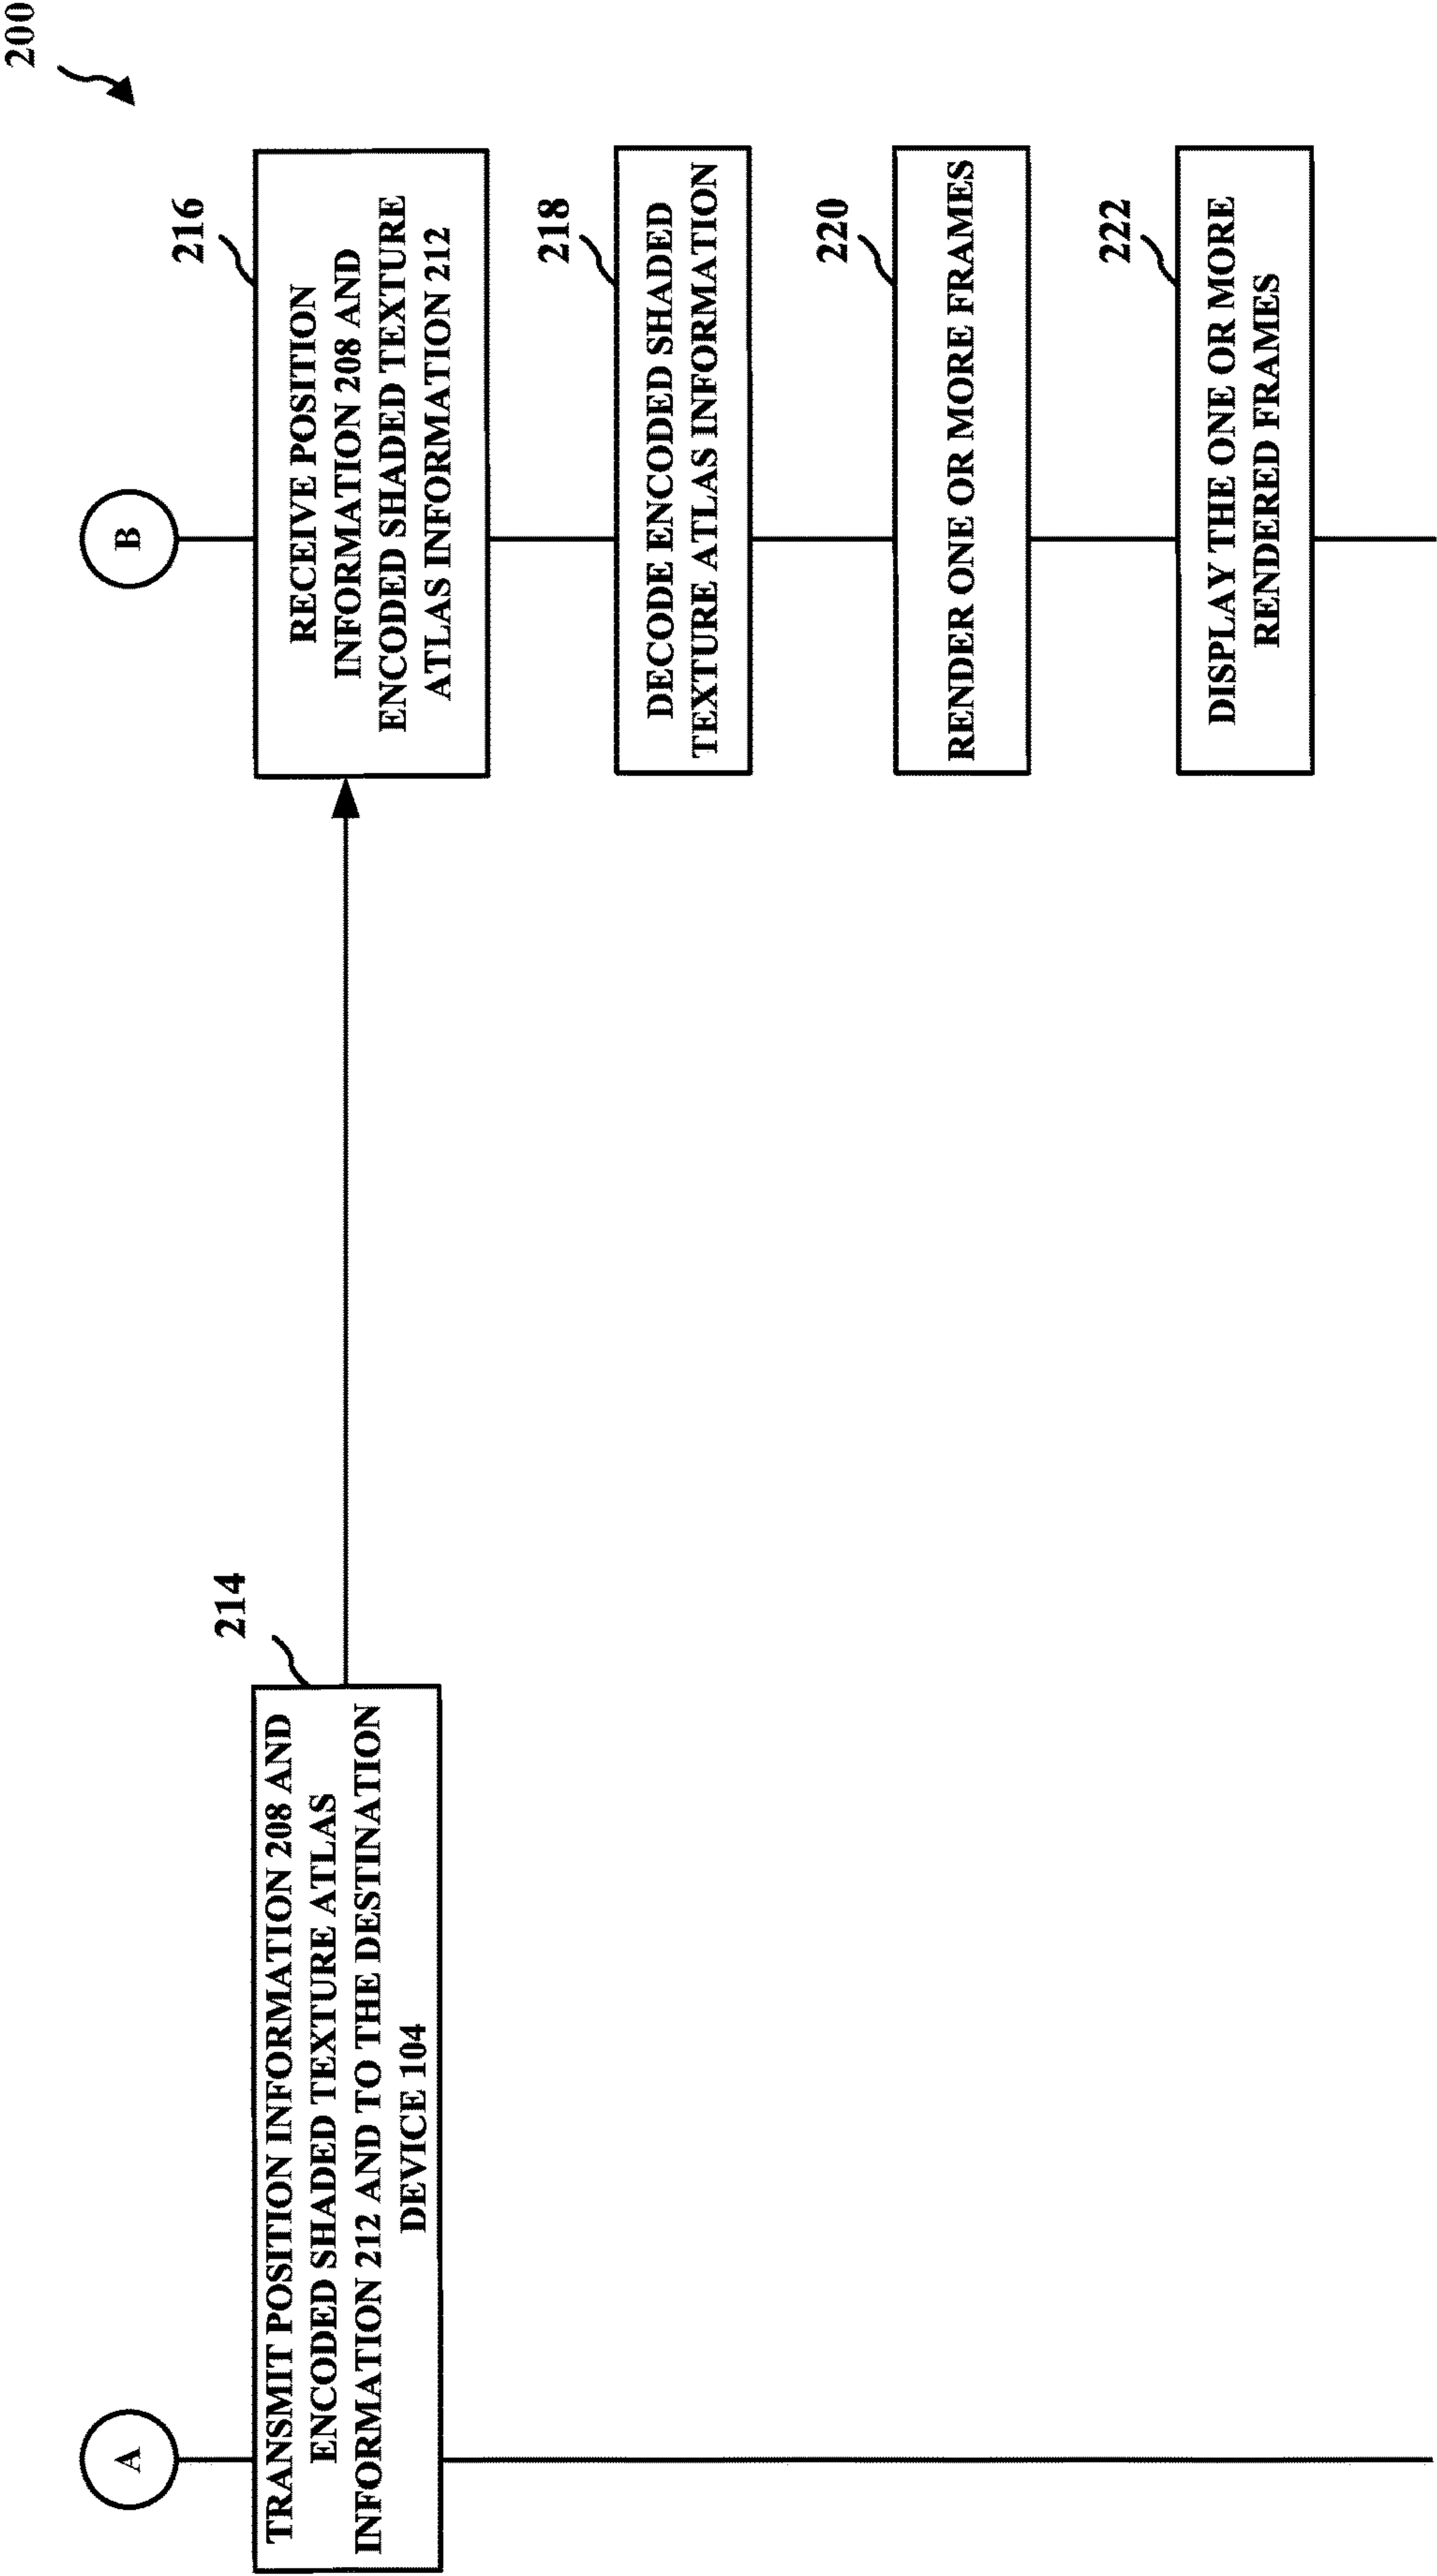 200
A
B
214
TRANSMIT POSITION INFORMATION 208 AND
ENCODED SHADED TEXTURE ATLAS
INFORMATION 212 AND TO THE DESTINATION
DEVICE 104
216
RECEIVE POSITION
INFORMATION 208 AND
ENCODED SHADED TEXTURE
ATLAS INFORMATION 212
218
DECODE ENCODED SHADED
TEXTURE ATLAS INFORMATION
220
RENDER ONE OR MORE FRAMES
222
DISPLAY THE ONE OR MORE
RENDERED FRAMES